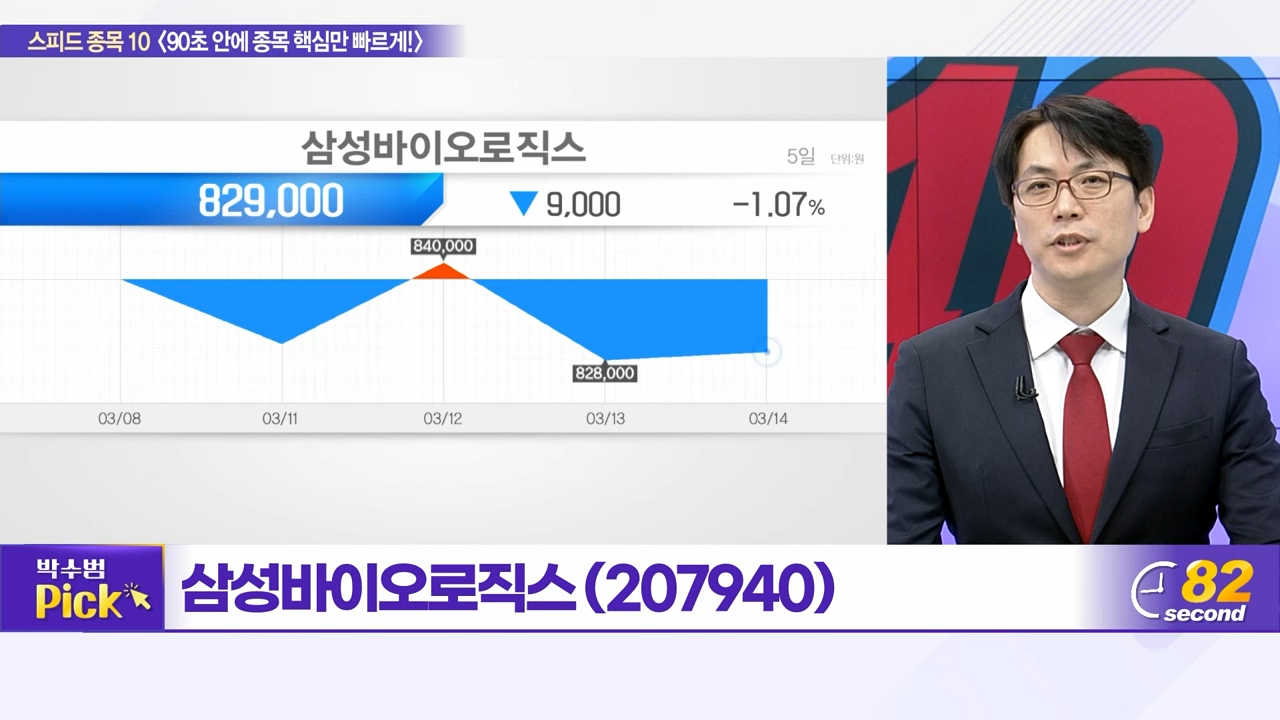 스피드 종목 10 〈90초 안에 종목 핵심만 빠르게!〉
삼성바이오로직스
5일 단위:원
829,000 ▼ 9,000 -1.07%
840,000
828,000
03/08 03/11 03/12 03/13 03/14
박수범
Pick
삼성바이오로직스 (207940)
82
second
10